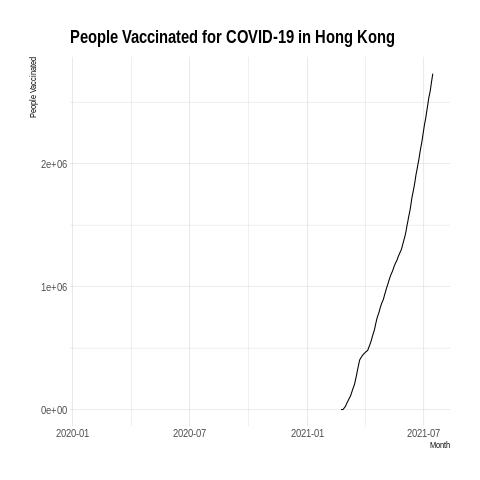 People Vaccinated for COVID-19 in Hong Kong
People Vaccinated
2e+06
1e+06
0e+00
2020-01 2020-07 2021-01 2021-07
Month